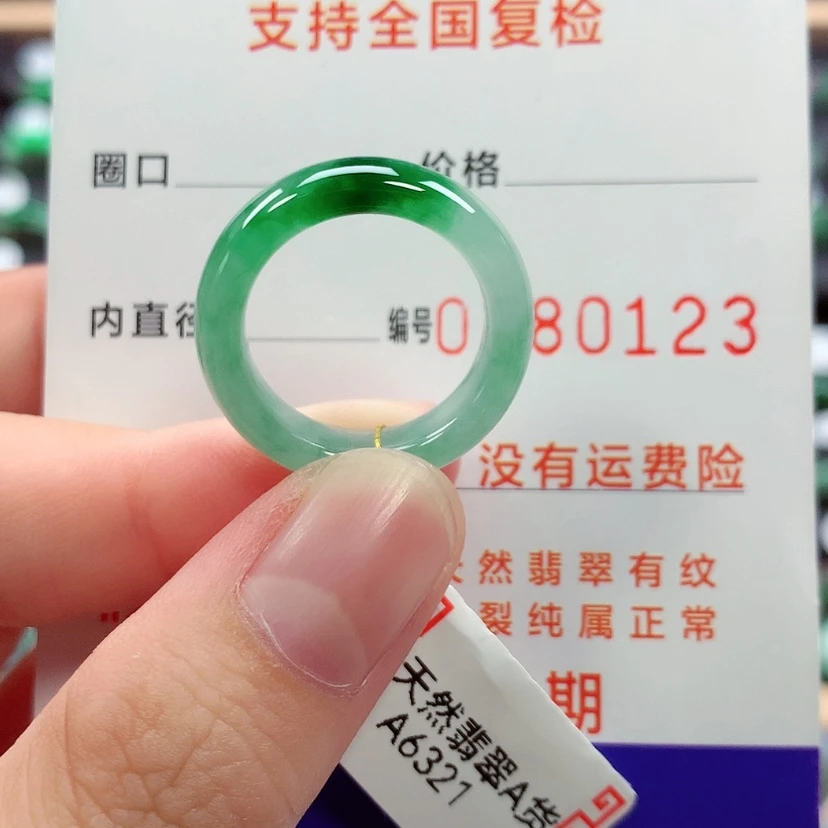 支持全国复检
圈口 价格
内直径 编号 0 80123
没有运费险
然翡翠有纹
裂纯属正常
期
天然翡翠A货
A6321